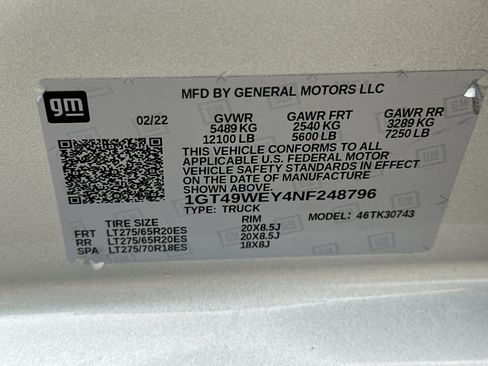 gm
MFD BY GENERAL MOTORS LLC
02/22 GVWR GAWR FRT GAWR RR
5489 KG 2540 KG 3289 KG
12100 LB 5600 LB 7250 LB
THIS VEHICLE CONFORMS TO ALL
APPLICABLE U.S. FEDERAL MOTOR
VEHICLE SAFETY STANDARDS IN EFFECT
ON THE DATE OF MANUFACTURE
SHOWN ABOVE.
1GT49WEY4NF248796
TYPE: TRUCK MODEL: 46TK30743
TIRE SIZE RIM
FRT LT275/65R20ES 20X8.5J
RR LT275/65R20ES 20X8.5J
SPA LT275/70R18ES 18X8J